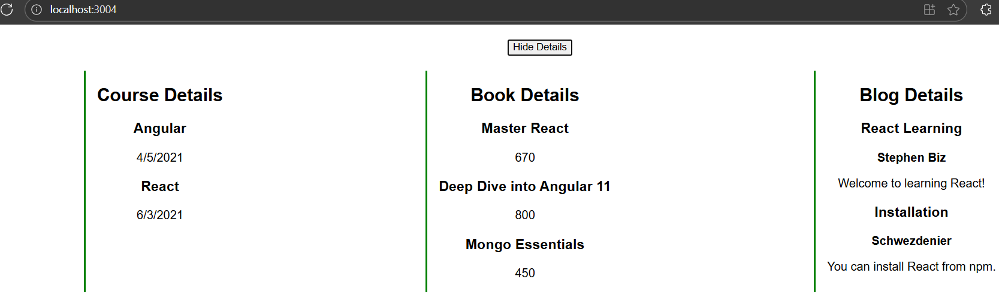 localhost:3004
Hide Details
Course Details
Angular
4/5/2021
React
6/3/2021
Book Details
Master React
670
Deep Dive into Angular 11
800
Mongo Essentials
450
Blog Details
React Learning
Stephen Biz
Welcome to learning React!
Installation
Schwezdenier
You can install React from npm.